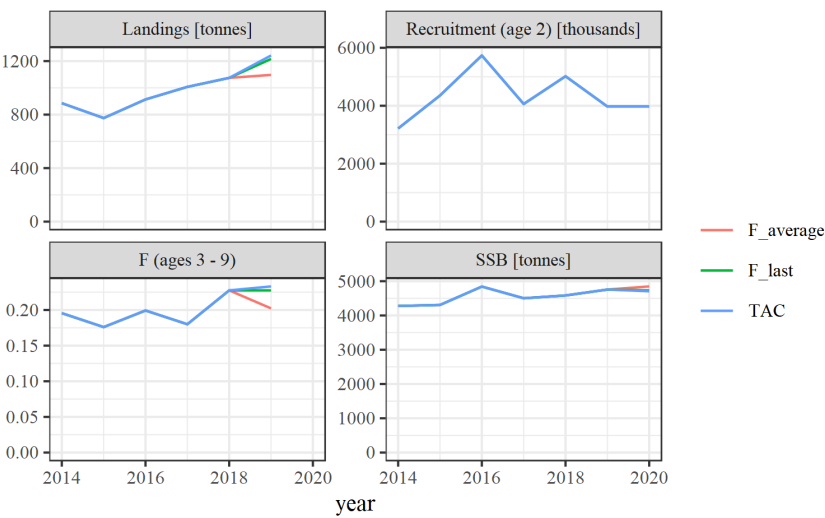 Landings [tonnes]
Recruitment (age 2) [thousands]
1200
800
400
0
6000
4000
2000
0
F (ages 3 - 9)
SSB [tonnes]
0.20
0.15
0.10
0.05
0.00
5000
4000
3000
2000
1000
0
2014 2016 2018 2020
2014 2016 2018 2020
year
F_average
F_last
TAC